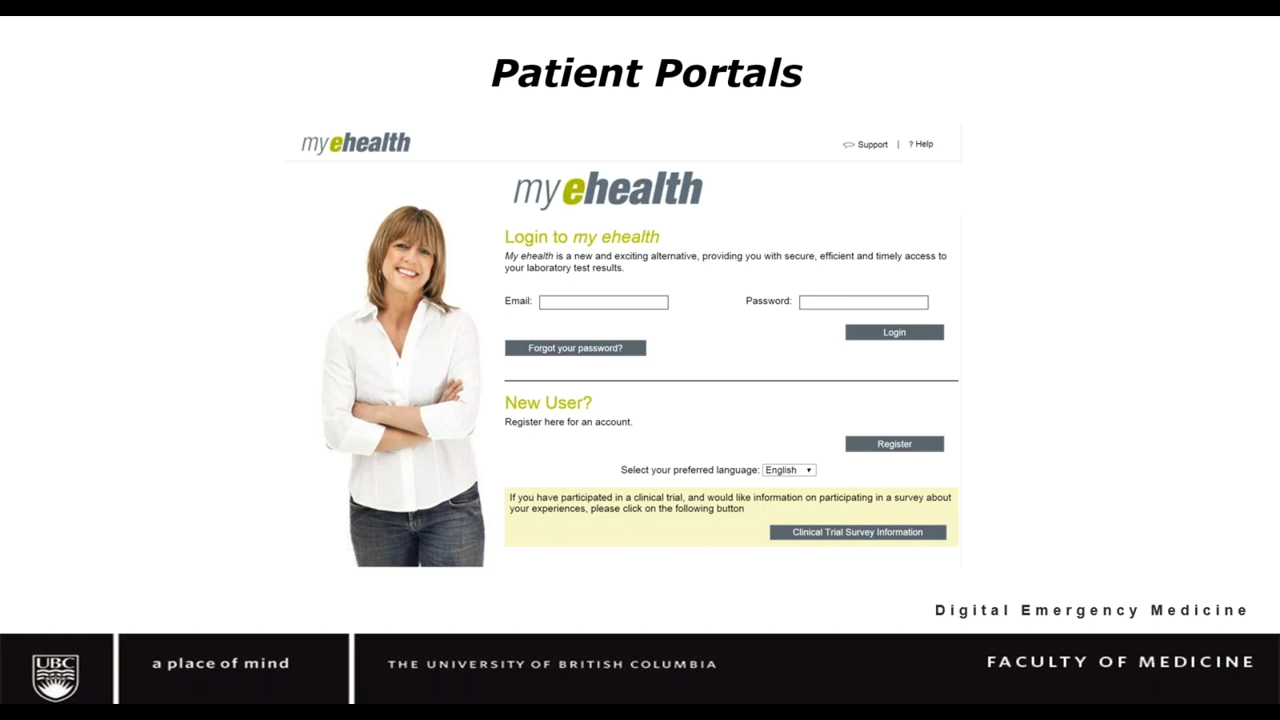 Patient Portals
my ehealth
Support | ? Help
my ehealth
Login to my ehealth
My ehealth is a new and exciting alternative, providing you with secure, efficient and timely access to
your laboratory test results.
Email: Password:
Login
Forgot your password?
New User?
Register here for an account.
Register
Select your preferred language: English
If you have participated in a clinical trial, and would like information on participating in a survey about
your experiences, please click on the following button
Clinical Trial Survey Information
Digital Emergency Medicine
UBC
a place of mind
THE UNIVERSITY OF BRITISH COLUMBIA
FACULTY OF MEDICINE